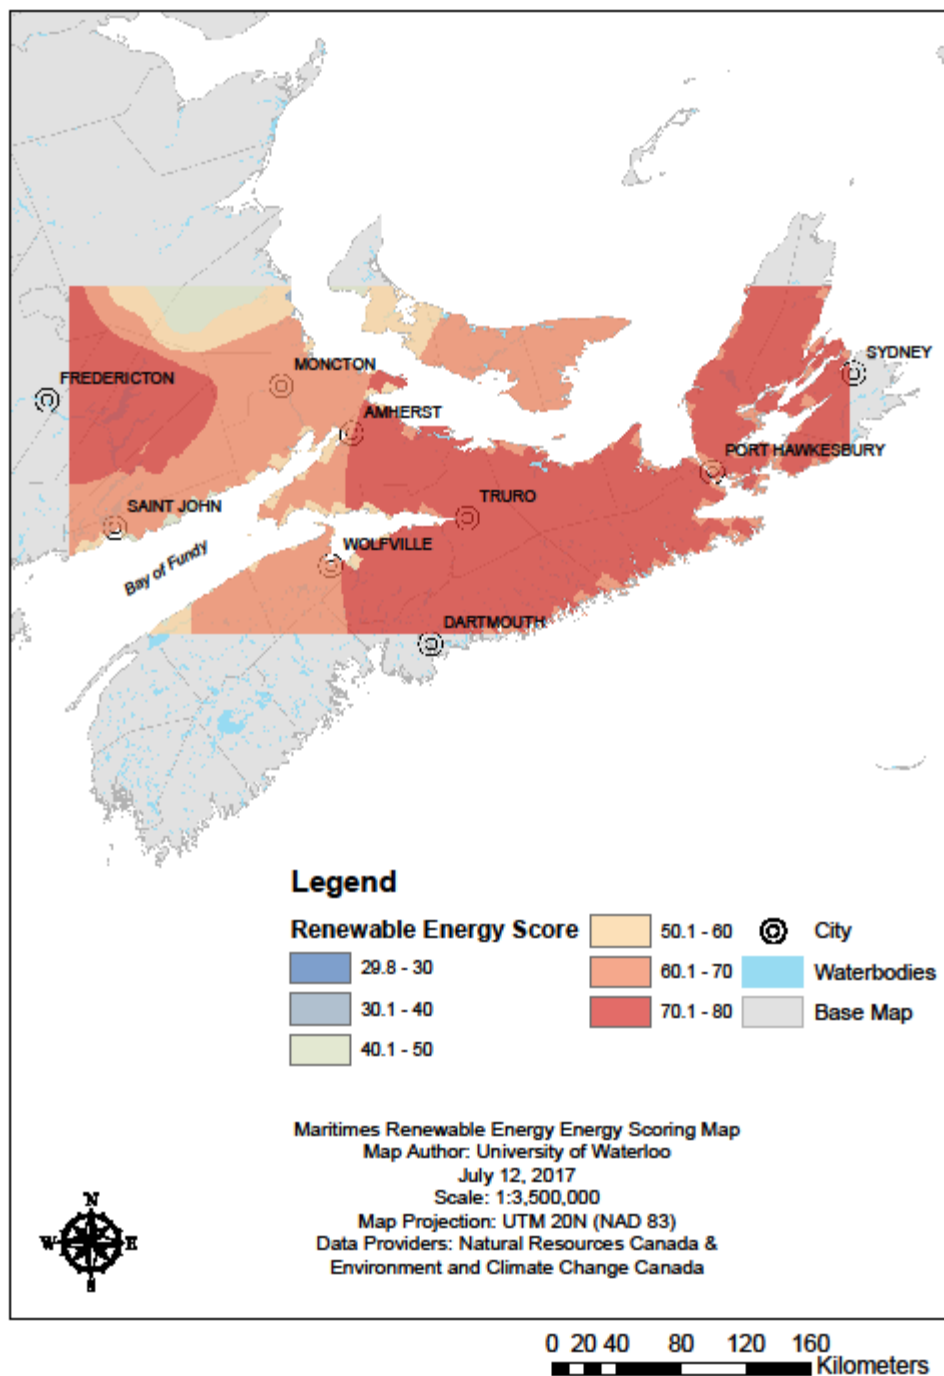 MONCTON
SYDNEY
FREDERICTON
AMHERST
PORT HAWKESBURY
TRURO
SAINT JOHN
WOLFVILLE
Bay of Fundy
DARTMOUTH
Legend
Renewable Energy Score
29.8 - 30
30.1 - 40
40.1 - 50
50.1 - 60
60.1 - 70
70.1 - 80
City
Waterbodies
Base Map
Maritimes Renewable Energy Energy Scoring Map
Map Author: University of Waterloo
July 12, 2017
Scale: 1:3,500,000
Map Projection: UTM 20N (NAD 83)
Data Providers: Natural Resources Canada &
Environment and Climate Change Canada
N
W E
S
0 20 40 80 120 160
Kilometers